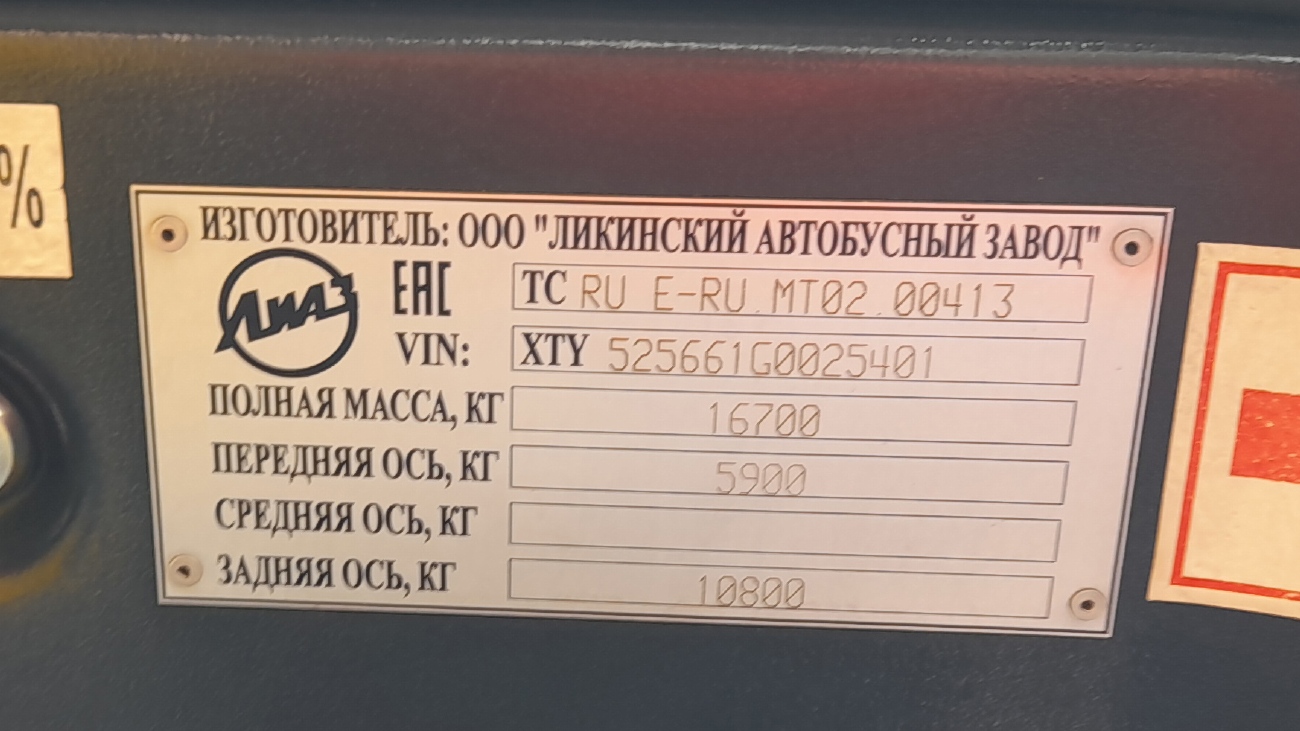 %
ИЗГОТОВИТЕЛЬ: ООО "ЛИКИНСКИЙ АВТОБУСНЫЙ ЗАВОД"
ЛИАЗ ЕАС ТС RU E-RU.MT02.00413
VIN: XTY 525661G0025401
ПОЛНАЯ МАССА, КГ 16700
ПЕРЕДНЯЯ ОСЬ, КГ 5900
СРЕДНЯЯ ОСЬ, КГ
ЗАДНЯЯ ОСЬ, КГ 10800